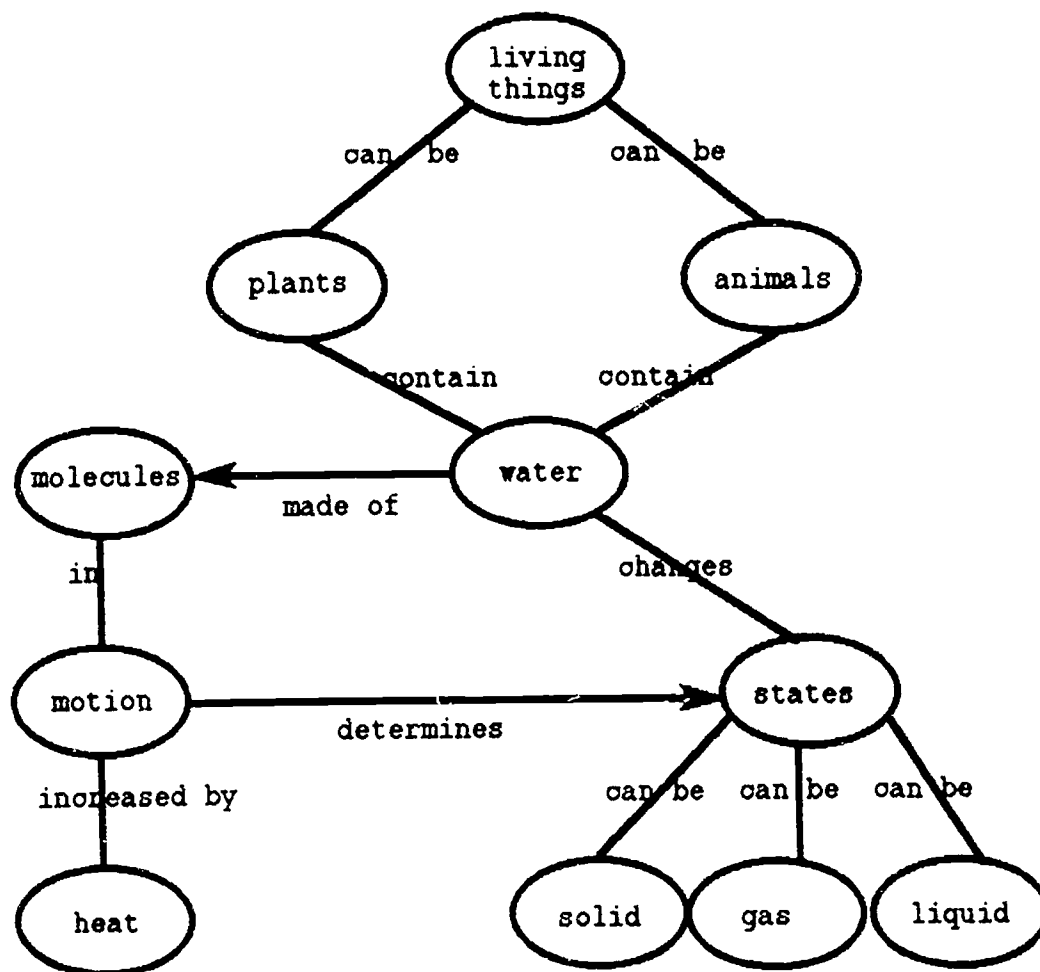 living
things
can be
can be
plants
animals
contain
contain
molecules
water
made of
in
changes
motion
states
determines
increased by
can be
can be
can be
heat
solid
gas
liquid